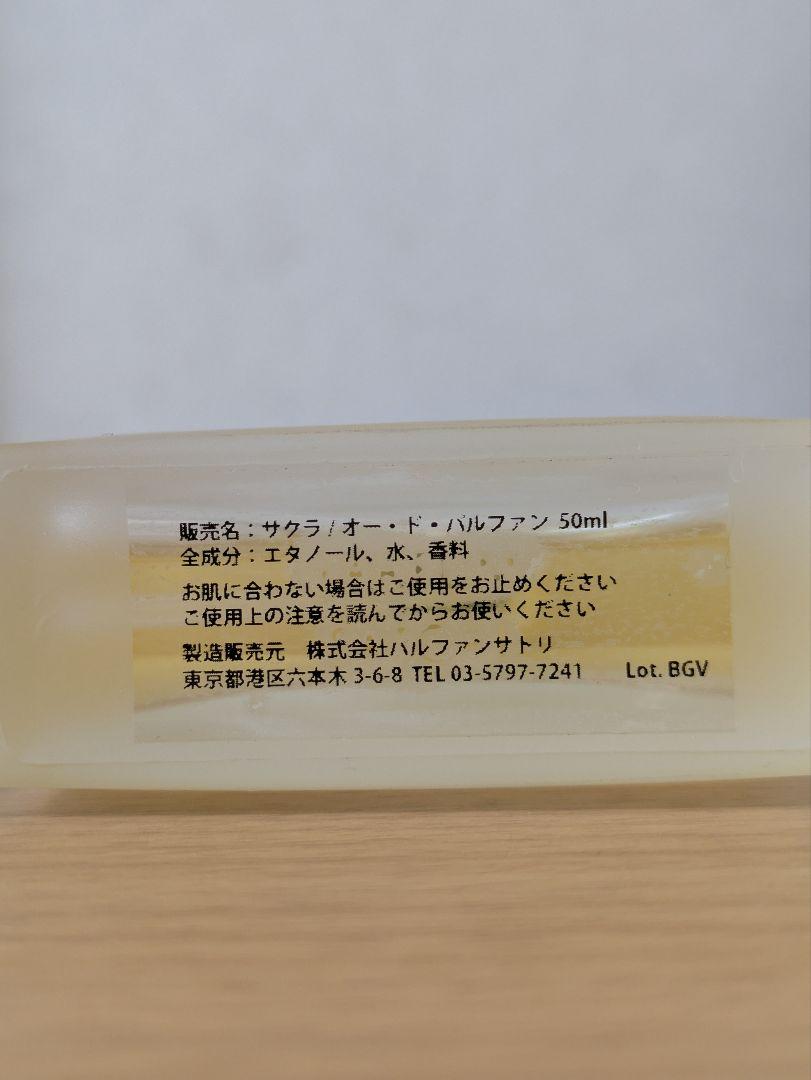 販売名：サクラ / オー・ド・パルファン 50ml
全成分：エタノール、水、香料
お肌に合わない場合はご使用をお止めください
ご使用上の注意を読んでからお使いください
製造販売元　株式会社パルファンサトリ
東京都港区六本木 3-6-8 TEL 03-5797-7241　Lot. BGV